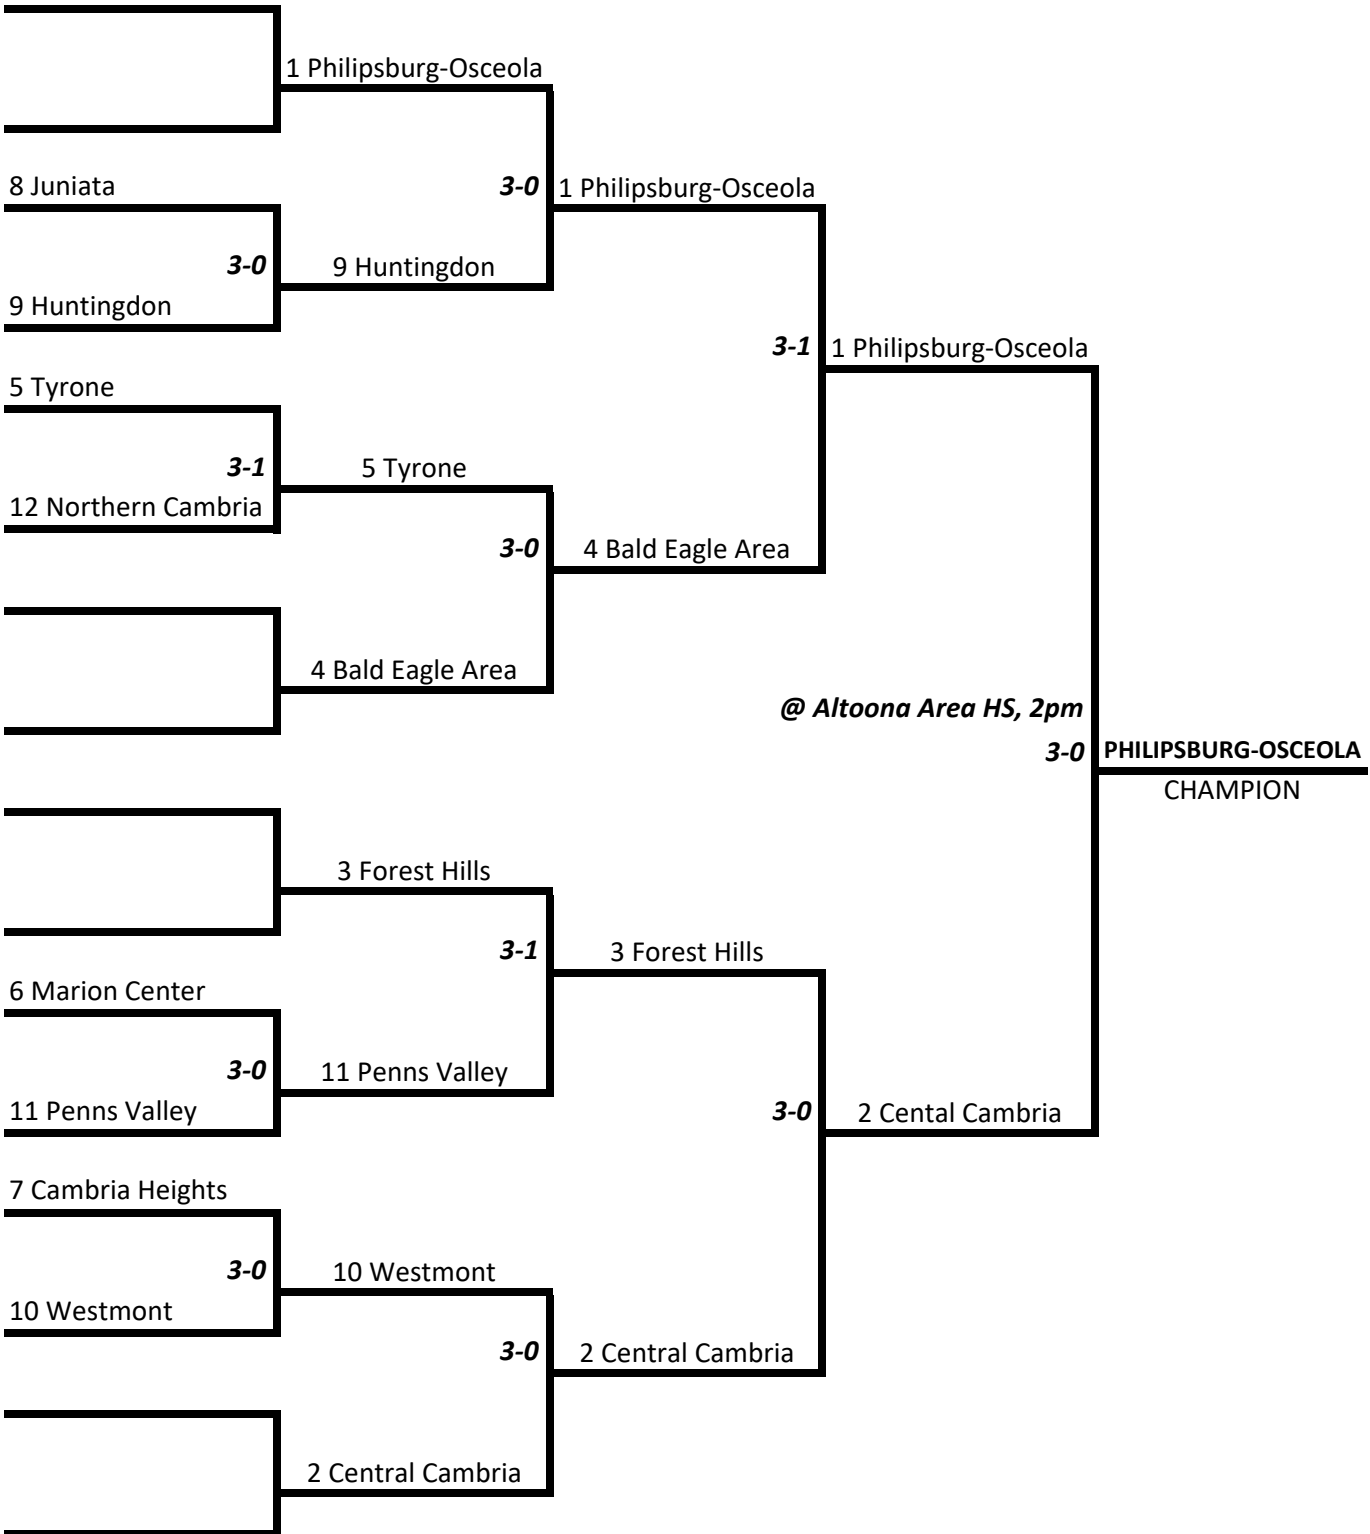 1 Philipsburg-Osceola
8 Juniata
3-0
1 Philipsburg-Osceola
3-0
9 Huntingdon
9 Huntingdon
3-1
1 Philipsburg-Osceola
5 Tyrone
3-1
5 Tyrone
12 Northern Cambria
3-0
4 Bald Eagle Area
4 Bald Eagle Area
@ Altoona Area HS, 2pm
3-0
PHILIPSBURG-OSCEOLA
CHAMPION
3 Forest Hills
3-1
3 Forest Hills
6 Marion Center
3-0
11 Penns Valley
11 Penns Valley
3-0
2 Cental Cambria
7 Cambria Heights
3-0
10 Westmont
10 Westmont
3-0
2 Central Cambria
2 Central Cambria